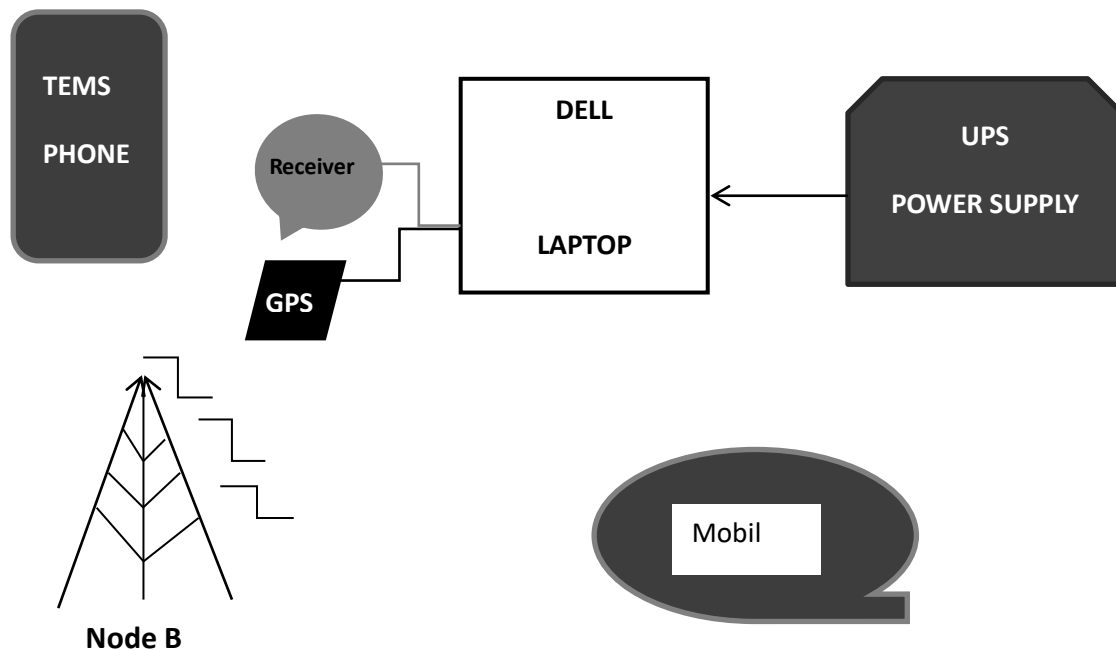 TEMS
PHONE
Receiver
GPS
DELL
LAPTOP
UPS
POWER SUPPLY
Node B
Mobil